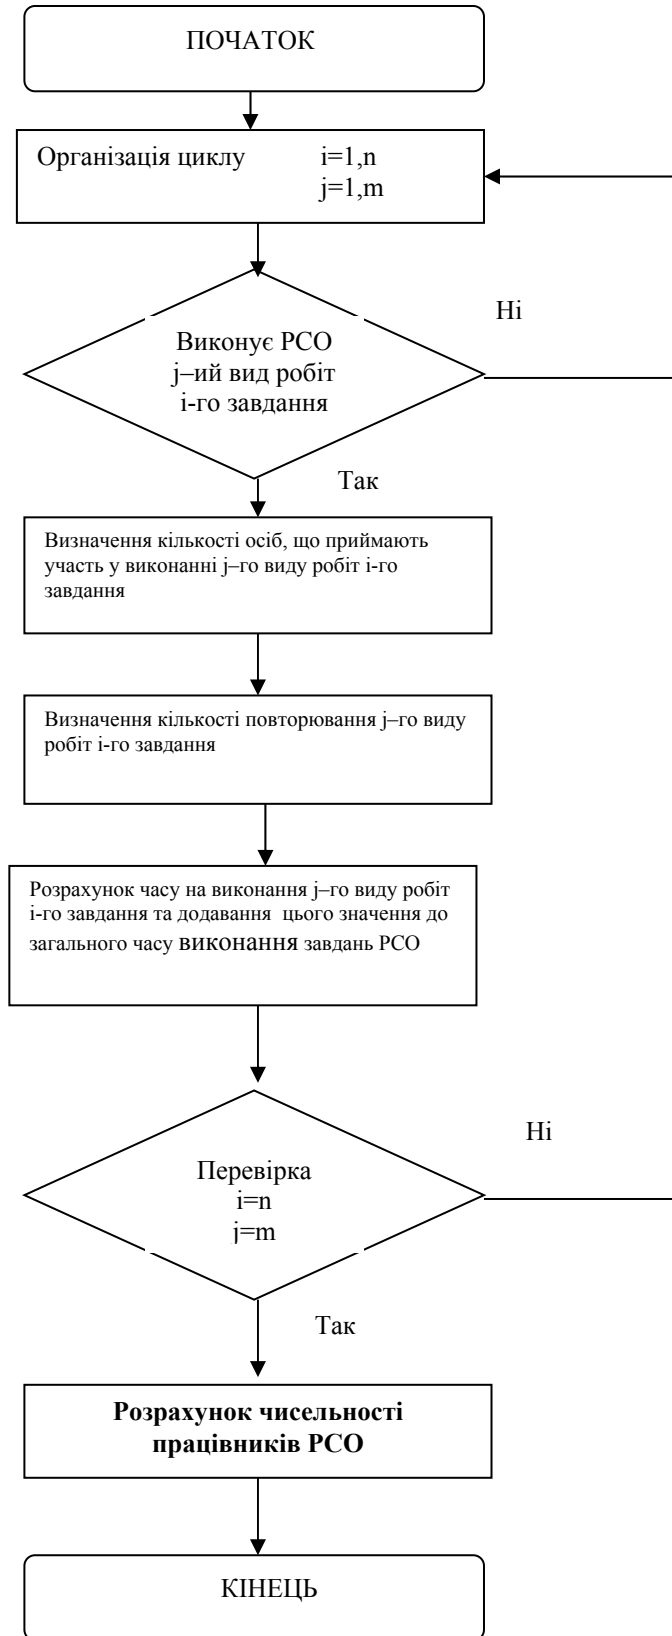 ПОЧАТОК
Організація циклу i=1,n
j=1,m
Ні
Виконує РСО
j–ий вид робіт
і-го завдання
Так
Визначення кількості осіб, що приймають
участь у виконанні j–го виду робіт і-го
завдання
Визначення кількості повторювання j–го виду
робіт і-го завдання
Розрахунок часу на виконання j–го виду робіт
і-го завдання та додавання цього значення до
загального часу виконання завдань РСО
Ні
Перевірка
i=n
j=m
Так
Розрахунок чисельності
працівників РСО
КІНЕЦЬ